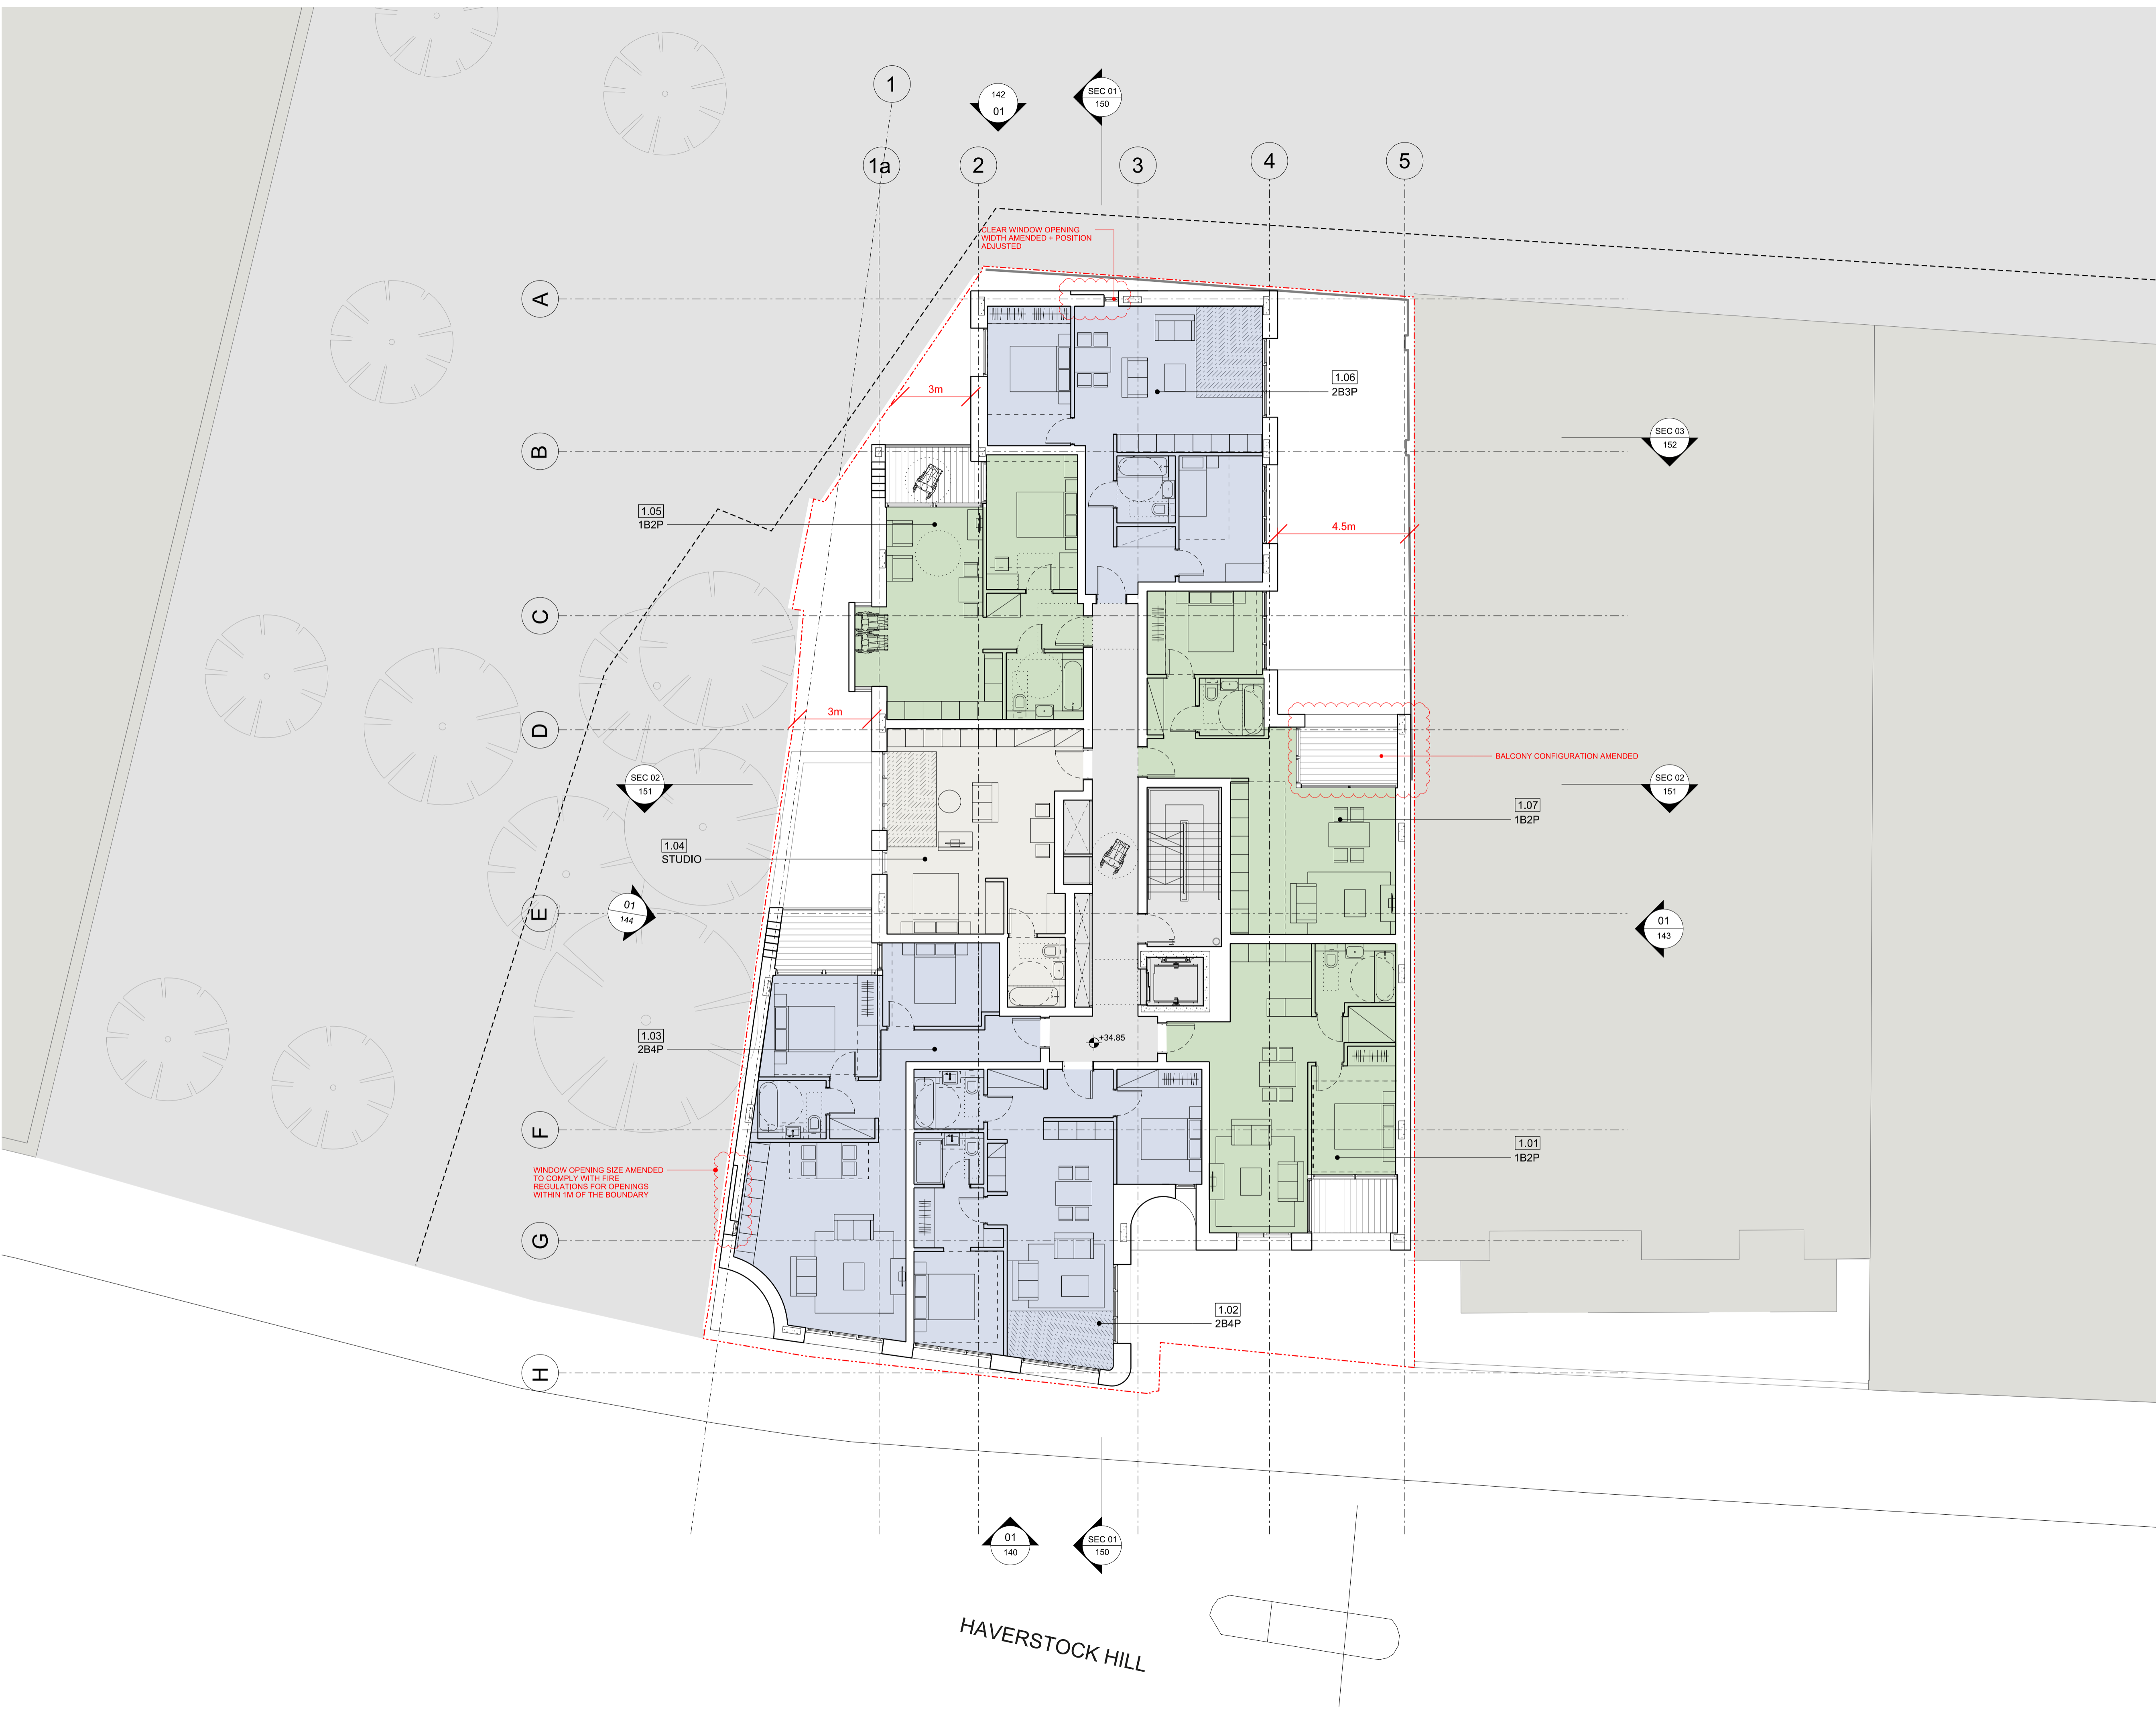 1
142
01
SEC 01
150
1a
2
3
4
5
CLEAR WINDOW OPENING
WIDTH AMENDED + POSITION
ADJUSTED
A
1.06
2B3P
3m
B
SEC 03
152
1.05
1B2P
4.5m
C
3m
D
BALCONY CONFIGURATION AMENDED
SEC 02
151
SEC 02
151
1.07
1B2P
1.04
STUDIO
01
144
E
01
143
1.03
2B4P
+34.85
F
1.01
1B2P
WINDOW OPENING SIZE AMENDED
TO COMPLY WITH FIRE
REGULATIONS FOR OPENINGS
WITHIN 1M OF THE BOUNDARY
G
1.02
2B4P
H
01
140
SEC 01
150
HAVERSTOCK HILL